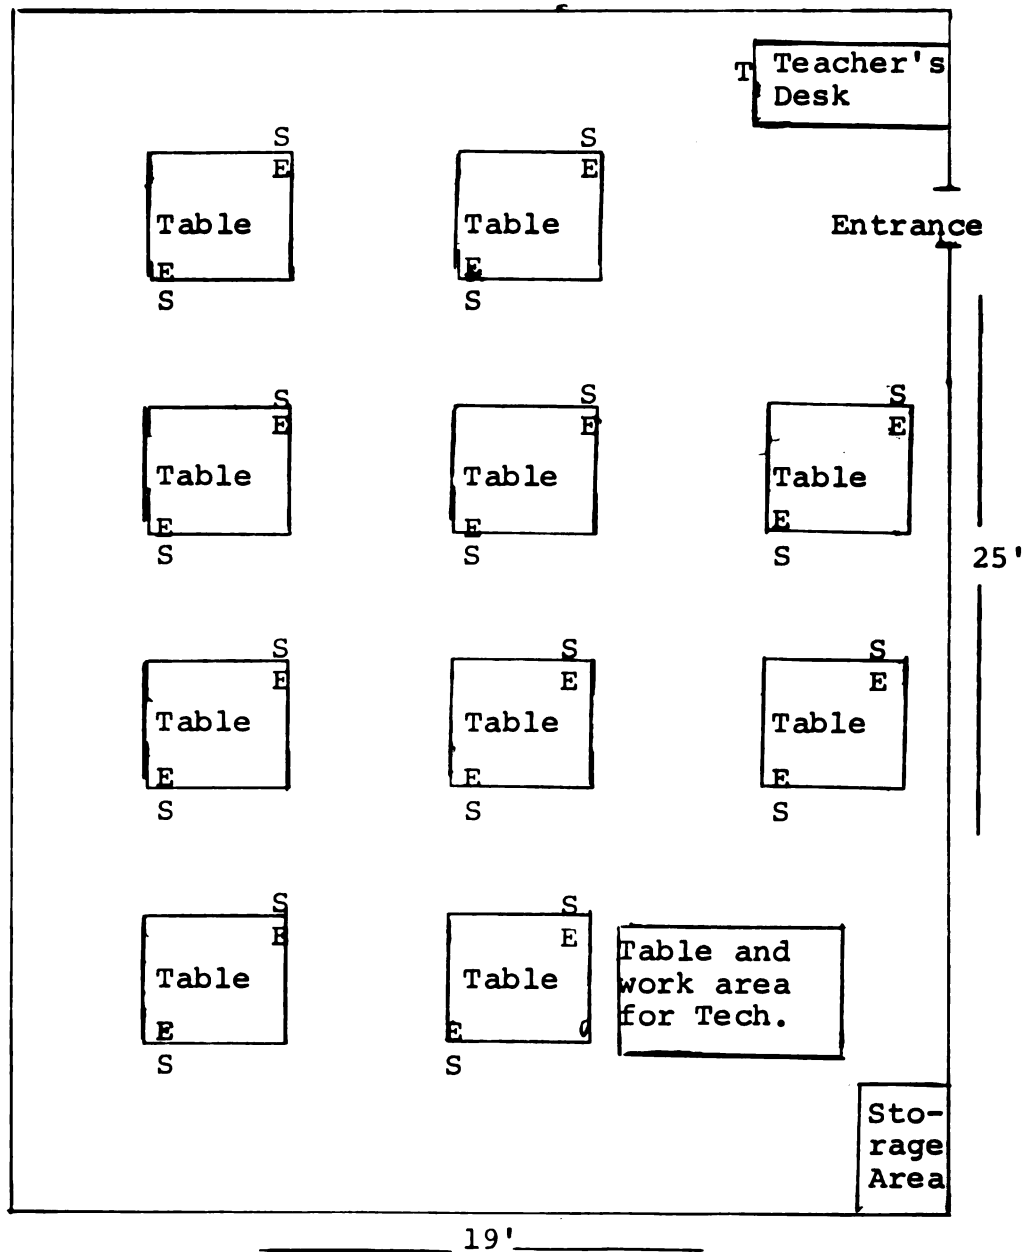 T
Teacher's
Desk
S S
E E
Table Table
Entrance
E E
S S
S S S
E E E
Table Table Table
E E E
S S S
25'
S S S
E E E
Table Table Table
E E E
S S S
S S
E E
Table and
work area
for Tech.
Table Table
E E
S S
Sto-
rage
Area
19'